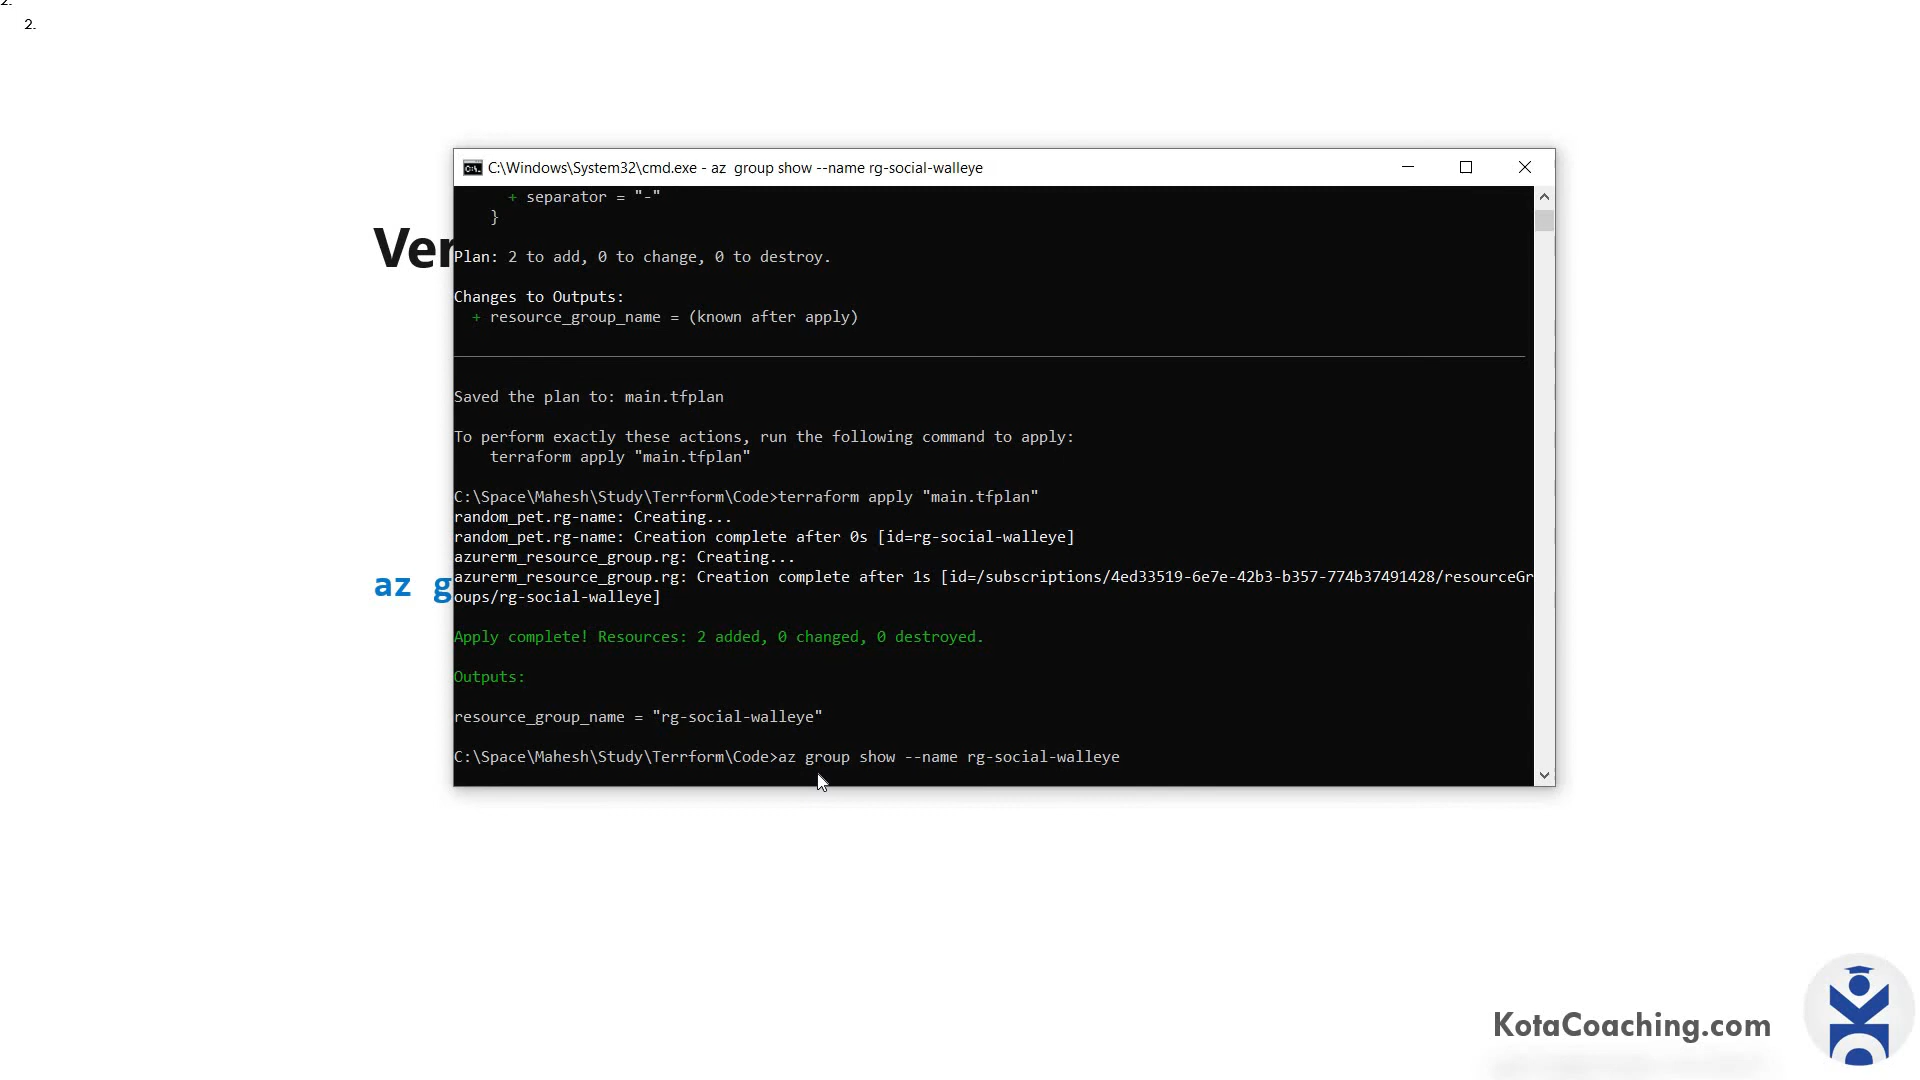 2.
2.
C:\Windows\System32\cmd.exe - az  group show --name rg-social-walleye
+ separator = "-"
}
Ver
Plan: 2 to add, 0 to change, 0 to destroy.
Changes to Outputs:
+ resource_group_name = (known after apply)
Saved the plan to: main.tfplan
To perform exactly these actions, run the following command to apply:
terraform apply "main.tfplan"
C:\Space\Mahesh\Study\Terrform\Code>terraform apply "main.tfplan"
random_pet.rg-name: Creating...
random_pet.rg-name: Creation complete after 0s [id=rg-social-walleye]
azurerm_resource_group.rg: Creating...
azurerm_resource_group.rg: Creation complete after 1s [id=/subscriptions/4ed33519-6e7e-42b3-b357-774b37491428/resourceGr
az g
oups/rg-social-walleye]
Apply complete! Resources: 2 added, 0 changed, 0 destroyed.
Outputs:
resource_group_name = "rg-social-walleye"
C:\Space\Mahesh\Study\Terrform\Code>az group show --name rg-social-walleye
KotaCoaching.com